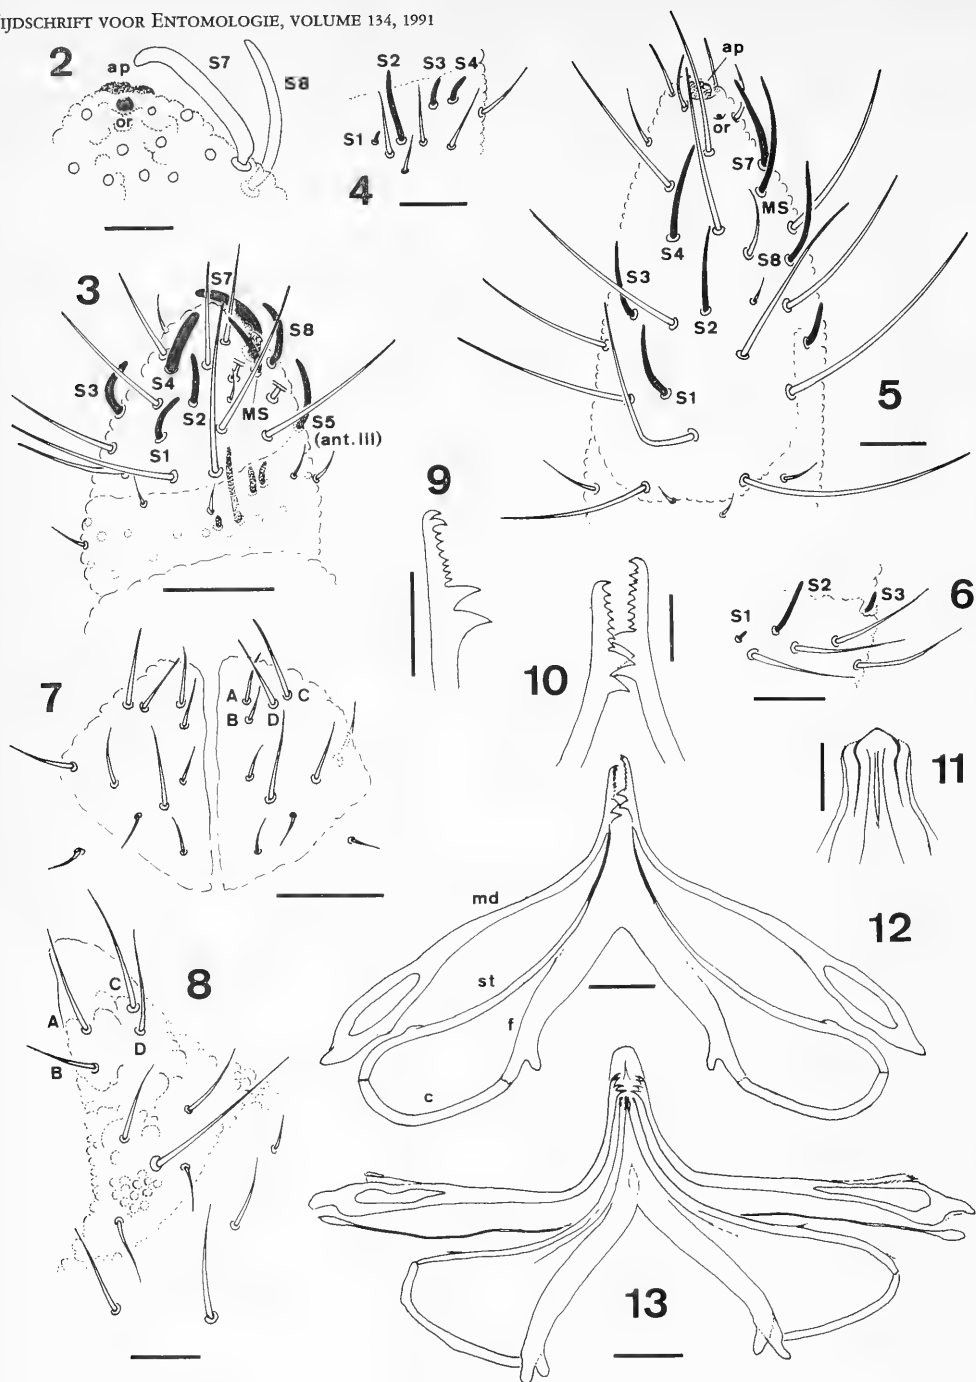 IJDSCHRIFT VOOR ENTOMOLOGIE, VOLUME 134, 1991
2
ap
or
S7
S8
S2
S3
S4
S1
4
ap
or
S7
MS
S8
S4
S3
S2
S1
5
3
S7
S8
S4
S3
S2
MS
S1
S5
(ant. III)
9
10
S1
S2
S3
6
7
A
C
B
D
11
12
md
st
f
c
8
C
A
D
B
13